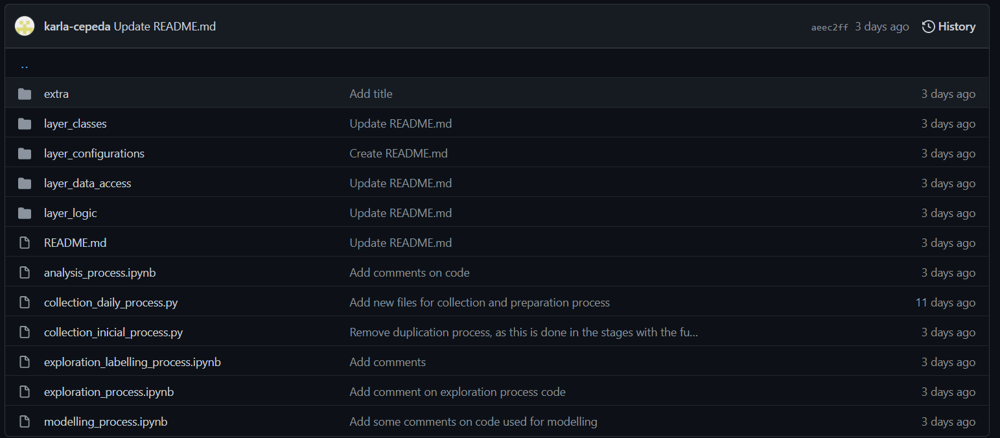 karla-cepeda Update README.md aeec2ff 3 days ago History
..
extra Add title 3 days ago
layer_classes Update README.md 3 days ago
layer_configurations Create README.md 3 days ago
layer_data_access Update README.md 3 days ago
layer_logic Update README.md 3 days ago
README.md Update README.md 3 days ago
analysis_process.ipynb Add comments on code 3 days ago
collection_daily_process.py Add new files for collection and preparation process 11 days ago
collection_inicial_process.py Remove duplication process, as this is done in the stages with the fu... 3 days ago
exploration_labelling_process.ipynb Add comments 3 days ago
exploration_process.ipynb Add comment on exploration process code 3 days ago
modelling_process.ipynb Add some comments on code used for modelling 3 days ago